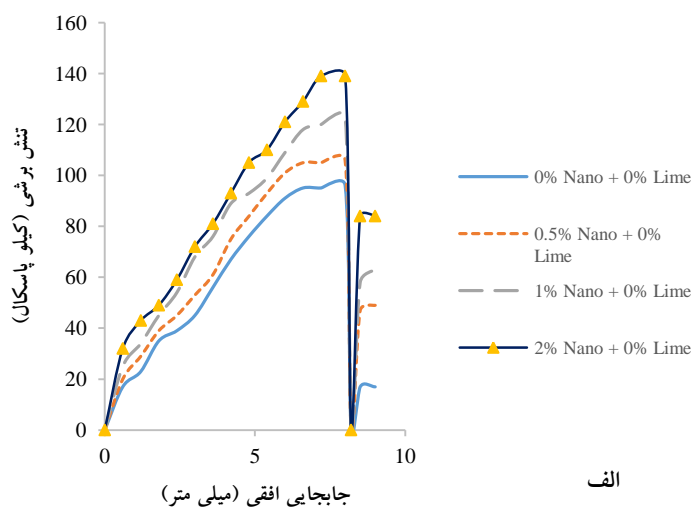 160
140
120
100
80
60
40
20
0
0
5
10
تنش برشی (کیلو پاسکال)
جابجایی افقی (میلی متر)
0% Nano + 0% Lime
0.5% Nano + 0%
Lime
1% Nano + 0% Lime
2% Nano + 0% Lime
الف